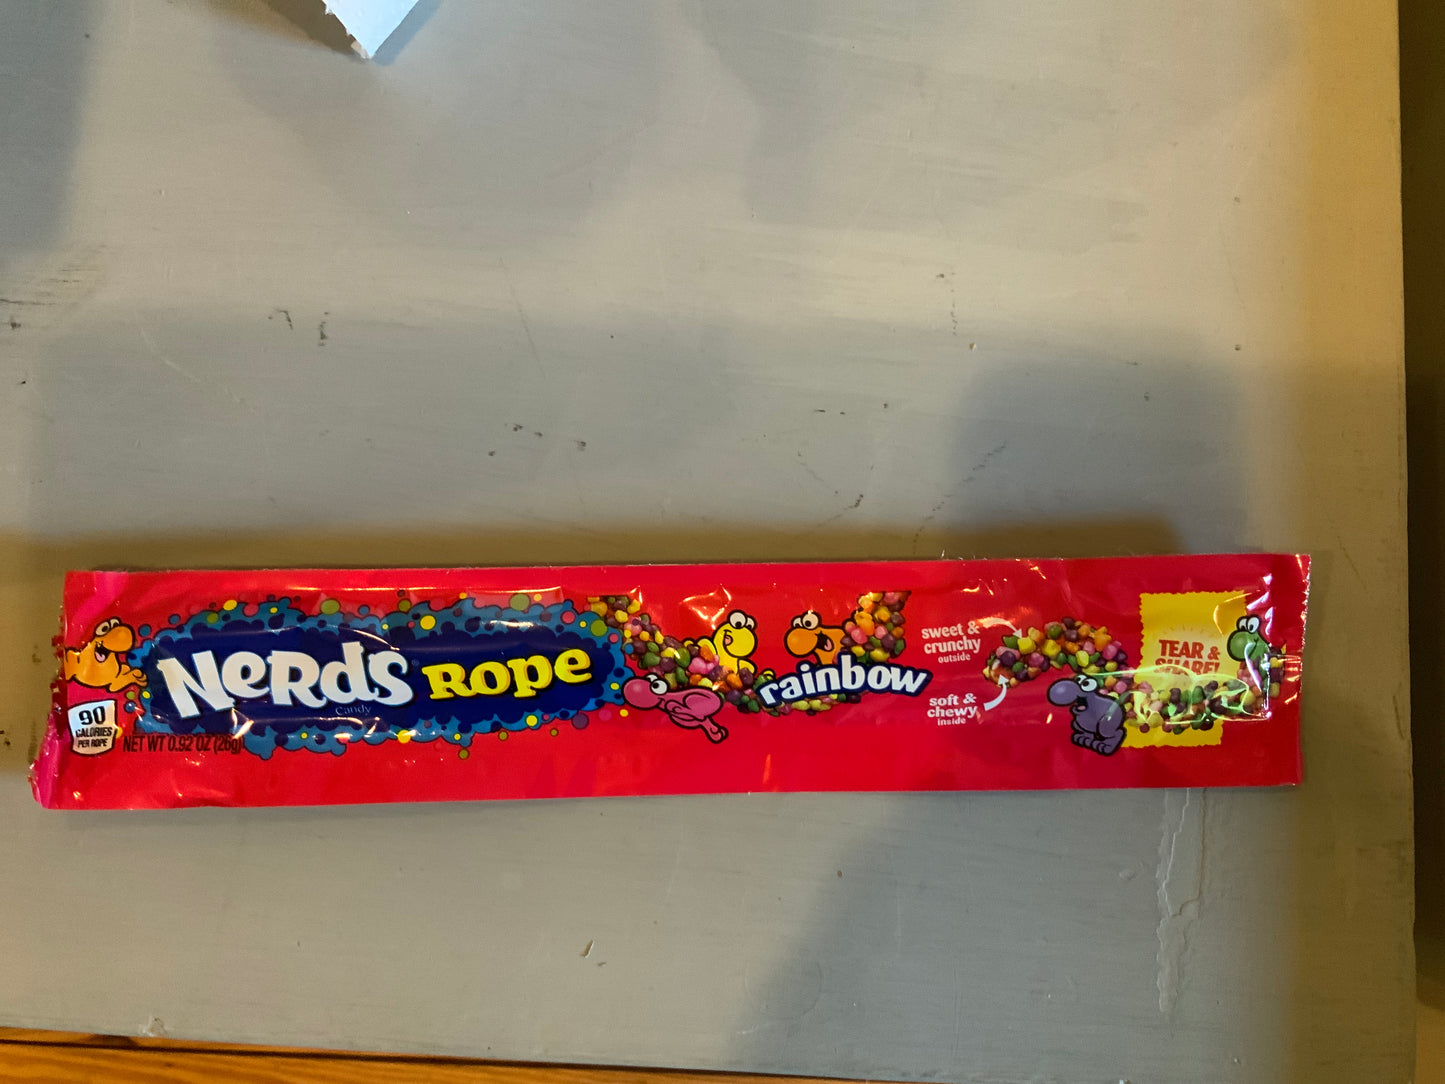 NERDS ROPE
Candy
90
CALORIES
PER ROPE
NET WT 0.92 OZ (26g)
rainbow
sweet &
crunchy
outside
soft &
chewy
inside
TEAR &
SHARE!